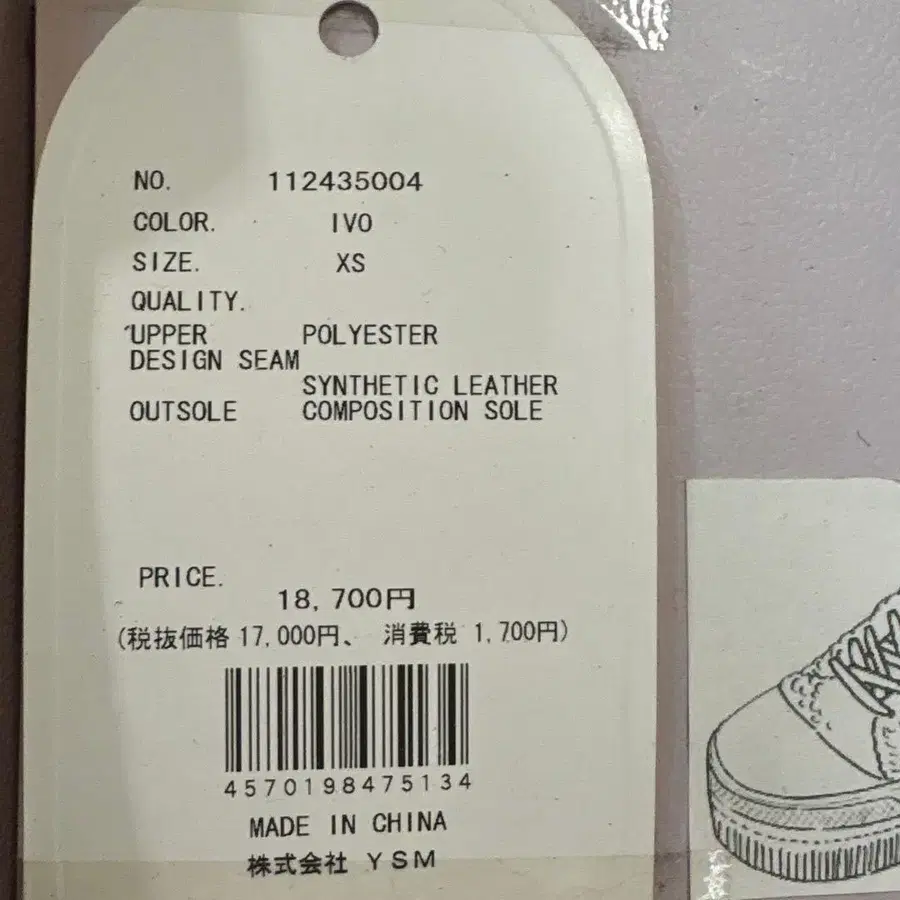 NO. 112435004
COLOR. IVO
SIZE. XS
QUALITY.
UPPER POLYESTER
DESIGN SEAM
SYNTHETIC LEATHER
OUTSOLE COMPOSITION SOLE
PRICE.
18,700円
(税抜価格 17,000円、 消費税 1,700円)
4570198475134
MADE IN CHINA
株式会社 YSM